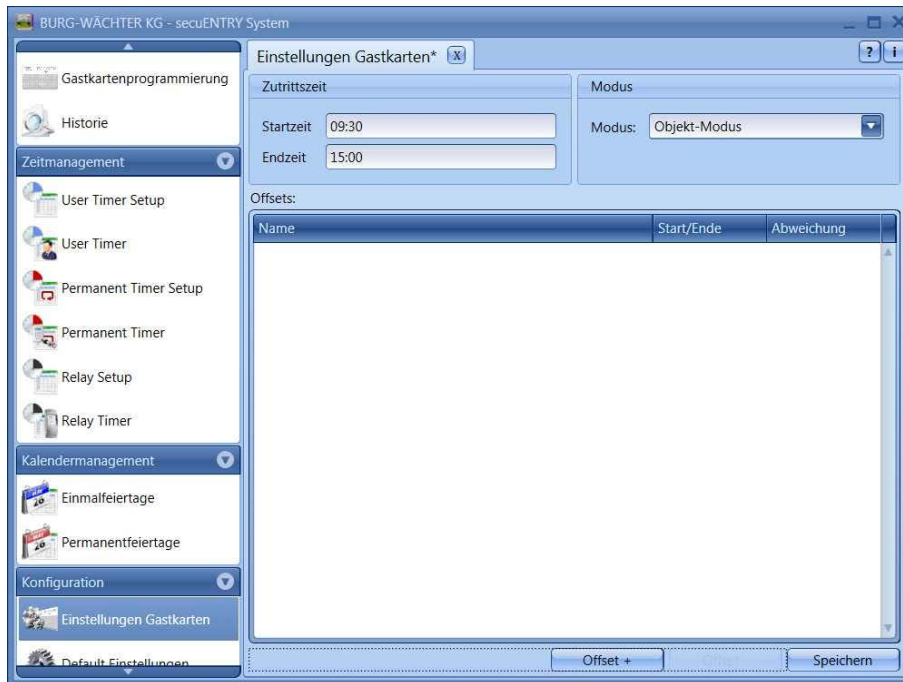 BURG-WÄCHTER KG - secuENTRY System
Gastkartenprogrammierung
Historie
Zeitmanagement
User Timer Setup
User Timer
Permanent Timer Setup
Permanent Timer
Relay Setup
Relay Timer
Kalendermanagement
Einmalfeiertage
Permanentfeiertage
Konfiguration
Einstellungen Gastkarten
Default Einstellungen
Einstellungen Gastkarten* X
? i
Zutrittszeit
Startzeit 09:30
Endzeit 15:00
Modus
Modus: Objekt-Modus
Offsets:
Name Start/Ende Abweichung
Offset + Speichern